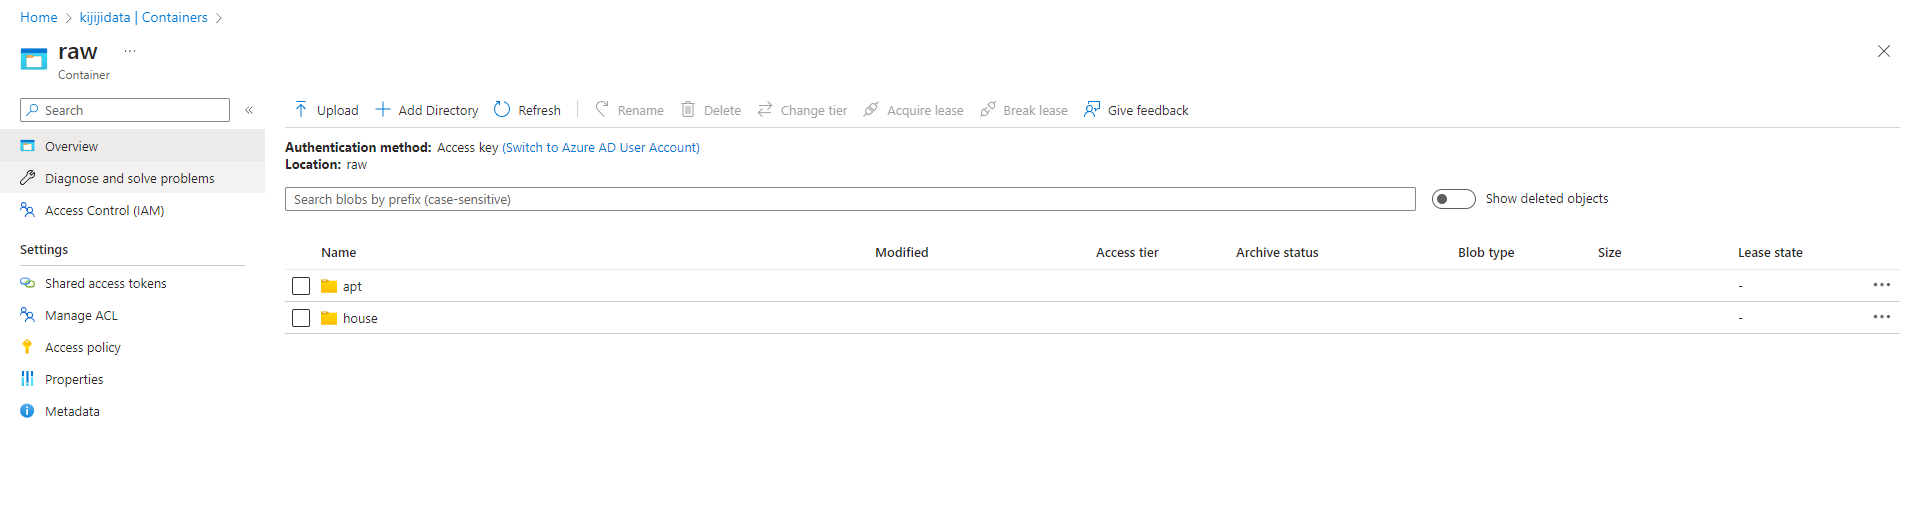 Home > kijijidata | Containers >
raw ...
Container
Search «
Overview
Diagnose and solve problems
Access Control (IAM)
Settings
Shared access tokens
Manage ACL
Access policy
Properties
Metadata
Upload Add Directory Refresh Rename Delete Change tier Acquire lease Break lease Give feedback
Authentication method: Access key (Switch to Azure AD User Account)
Location: raw
Search blobs by prefix (case-sensitive) Show deleted objects
Name Modified Access tier Archive status Blob type Size Lease state
apt - ...
house - ...